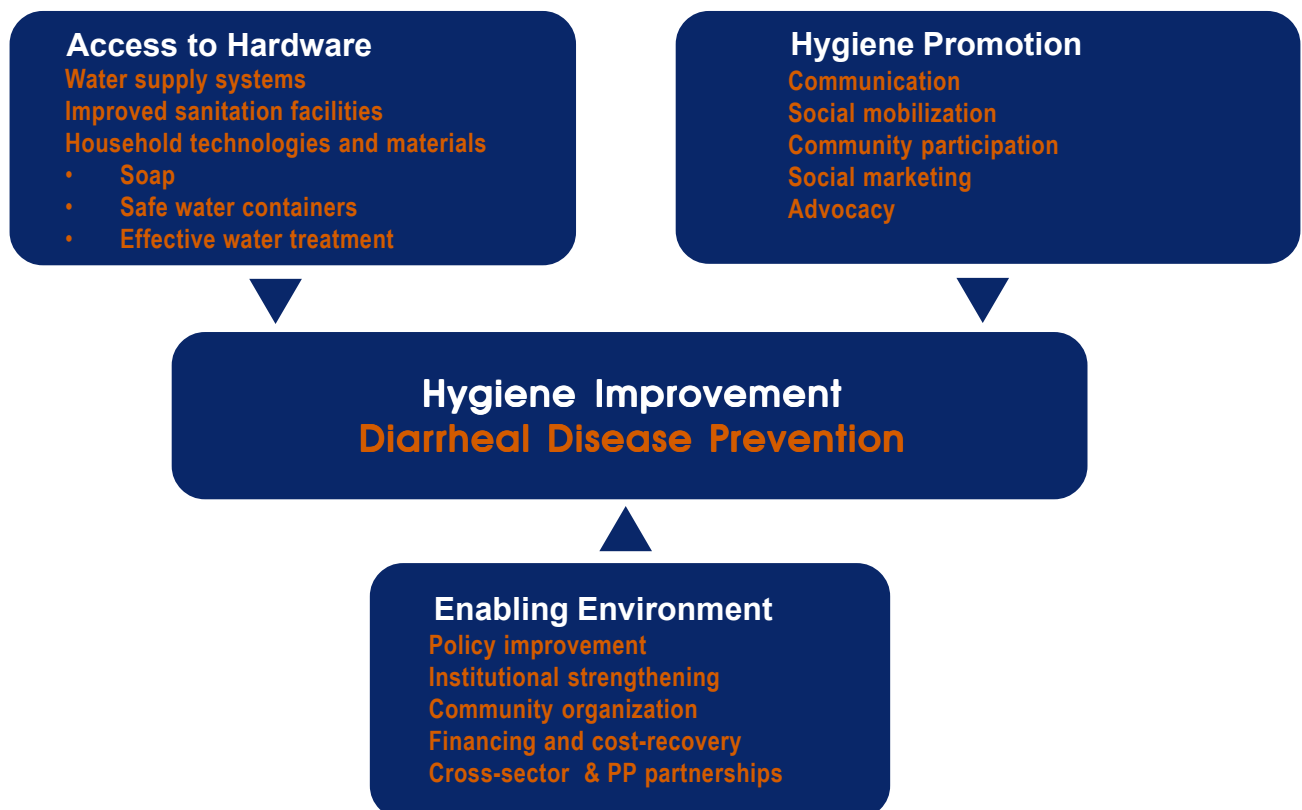 Access to Hardware
Water supply systems
Improved sanitation facilities
Household technologies and materials
• Soap
• Safe water containers
• Effective water treatment
Hygiene Promotion
Communication
Social mobilization
Community participation
Social marketing
Advocacy
Hygiene Improvement
Diarrheal Disease Prevention
Enabling Environment
Policy improvement
Institutional strengthening
Community organization
Financing and cost-recovery
Cross-sector & PP partnerships